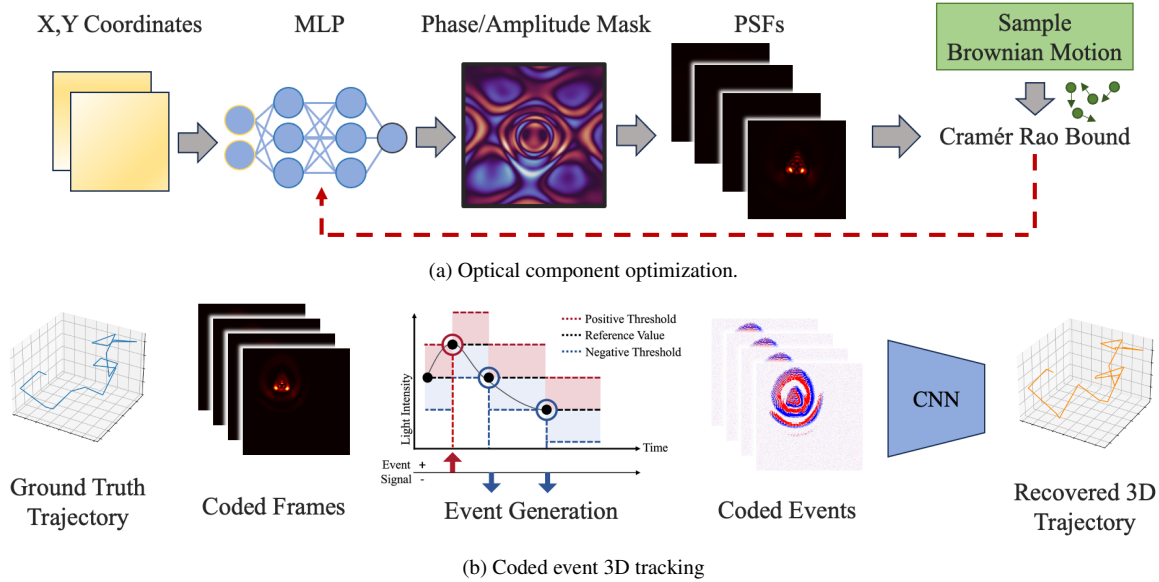 X,Y Coordinates
MLP
Phase/Amplitude Mask
PSFs
Sample
Brownian Motion
Cramér Rao Bound
(a) Optical component optimization.
Positive Threshold
Reference Value
Negative Threshold
Light Intensity
Time
Event +
Signal -
CNN
Ground Truth
Trajectory
Coded Frames
Event Generation
Coded Events
Recovered 3D
Trajectory
(b) Coded event 3D tracking